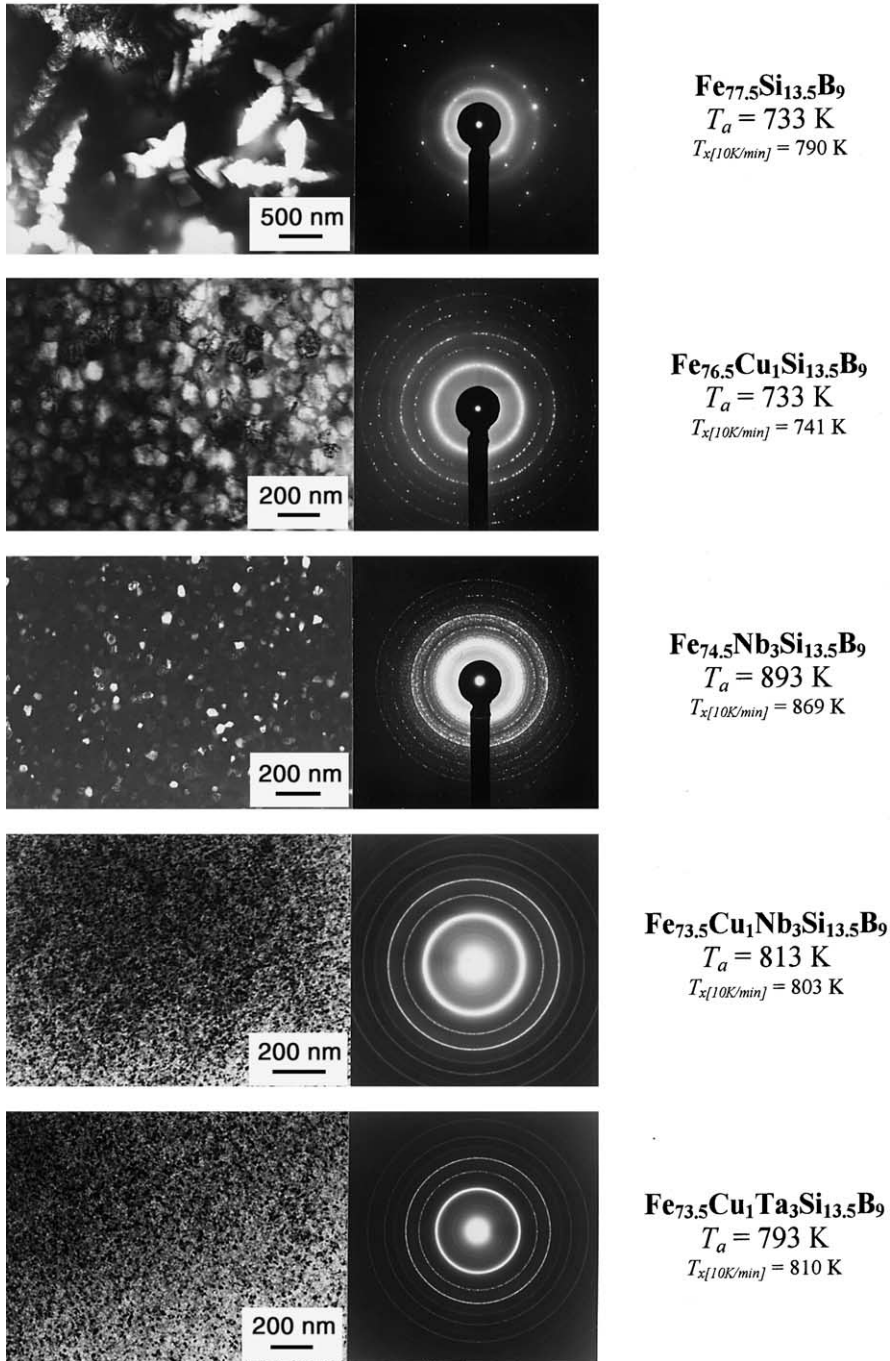 500 nm
Fe₇₇.₅Si₁₃.₅B₉
Tₐ = 733 K
Tₓ[10K/min] = 790 K
200 nm
Fe₇₆.₅Cu₁Si₁₃.₅B₉
Tₐ = 733 K
Tₓ[10K/min] = 741 K
200 nm
Fe₇₄.₅Nb₃Si₁₃.₅B₉
Tₐ = 893 K
Tₓ[10K/min] = 869 K
200 nm
Fe₇₃.₅Cu₁Nb₃Si₁₃.₅B₉
Tₐ = 813 K
Tₓ[10K/min] = 803 K
200 nm
Fe₇₃.₅Cu₁Ta₃Si₁₃.₅B₉
Tₐ = 793 K
Tₓ[10K/min] = 810 K